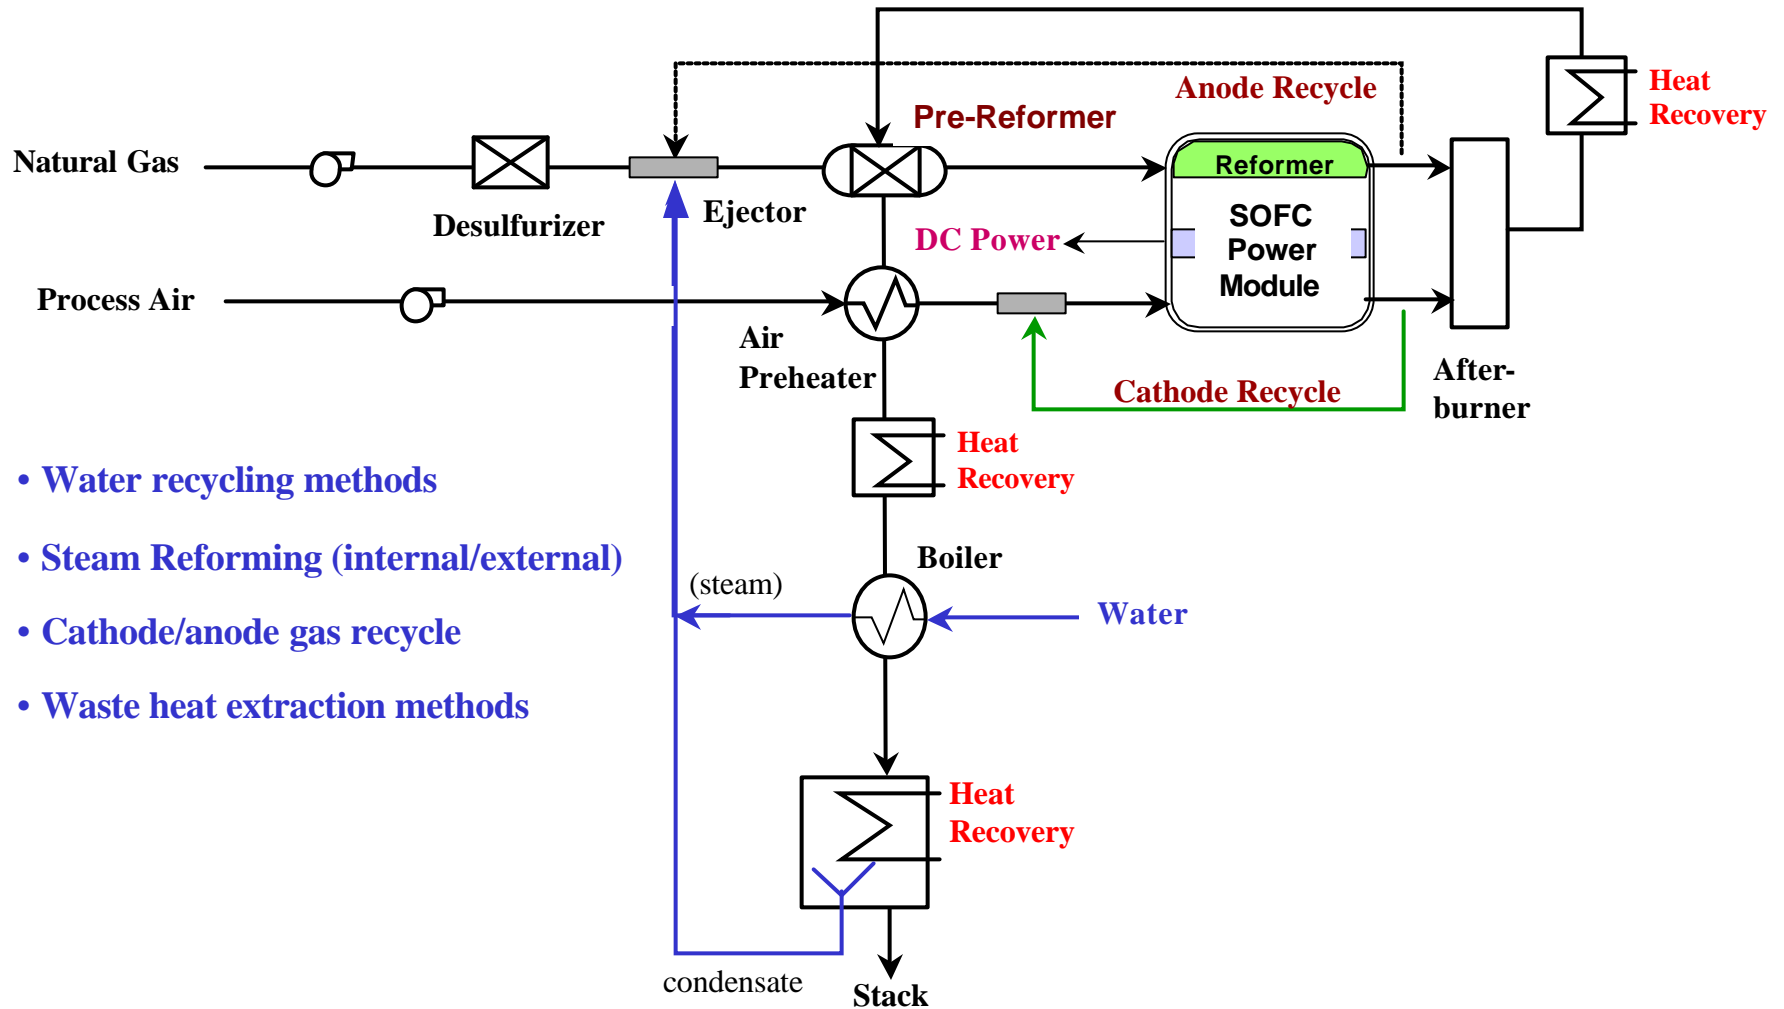 Anode Recycle
Heat
Recovery
Pre-Reformer
Natural Gas
Reformer
Desulfurizer
Ejector
SOFC
Power
Module
DC Power
Process Air
Air
Preheater
Cathode Recycle
After-
burner
Heat
Recovery
• Water recycling methods
• Steam Reforming (internal/external)
• Cathode/anode gas recycle
• Waste heat extraction methods
Boiler
(steam)
Water
Heat
Recovery
condensate
Stack